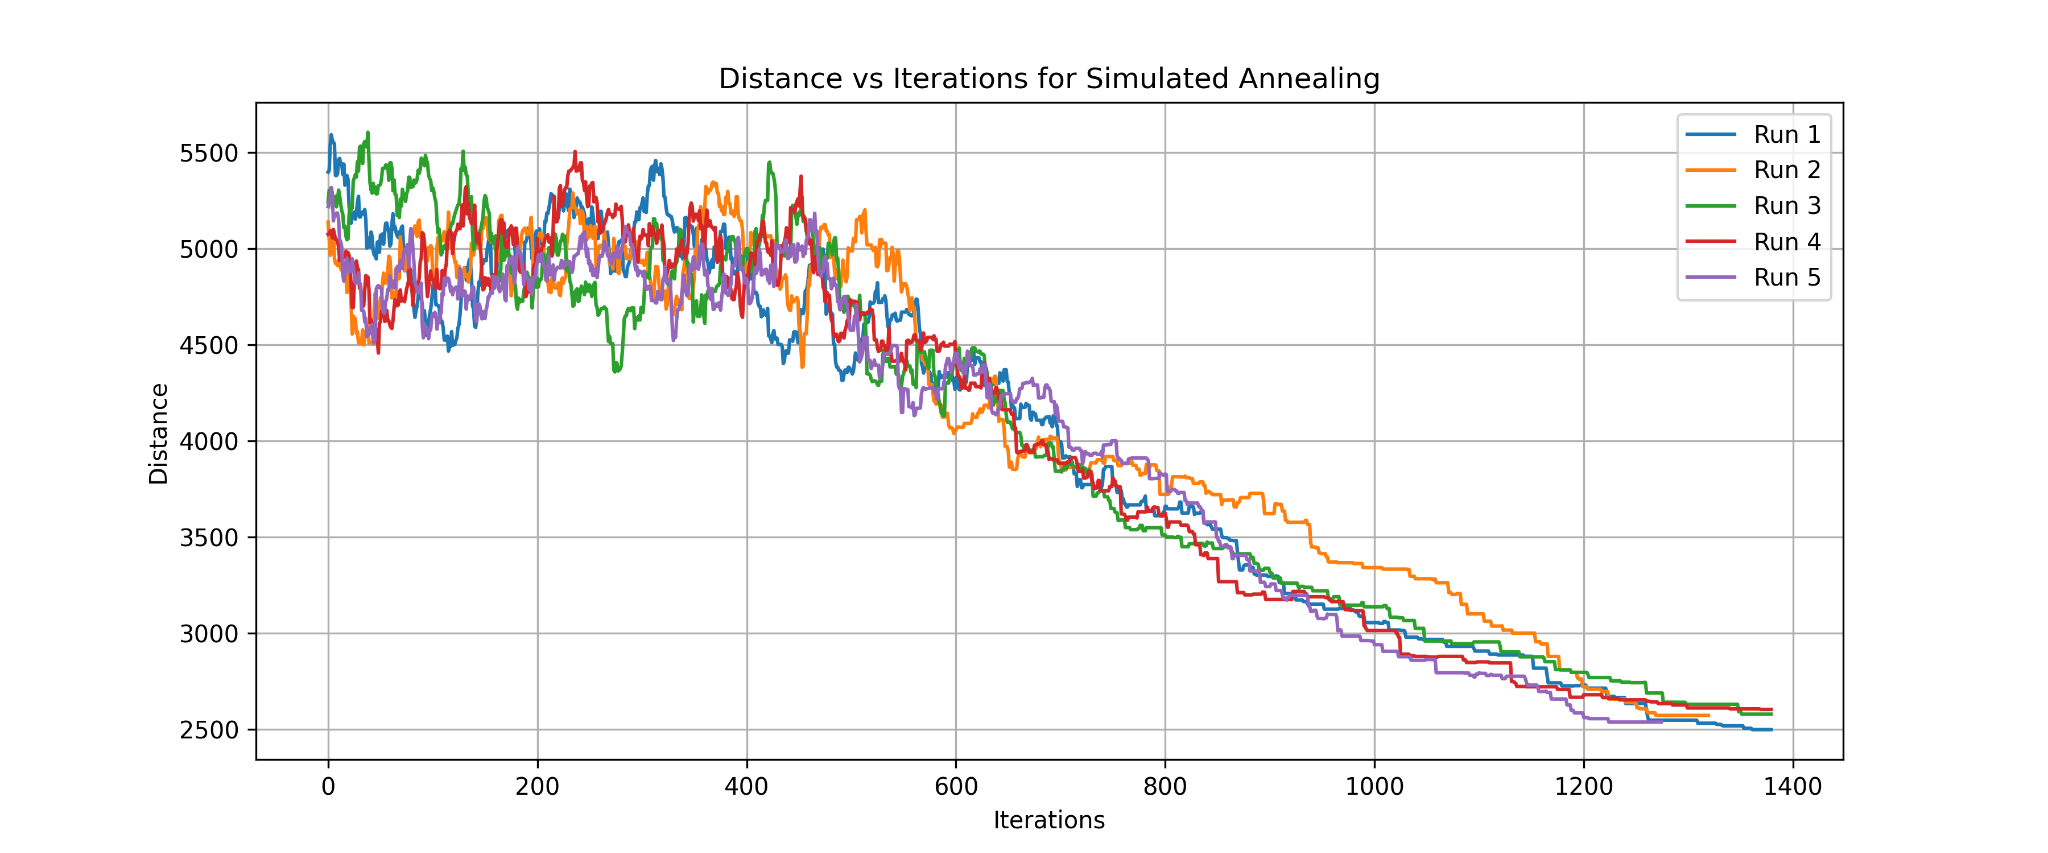 Distance vs Iterations for Simulated Annealing
Distance
5500
5000
4500
4000
3500
3000
2500
0 200 400 600 800 1000 1200 1400
Iterations
Run 1
Run 2
Run 3
Run 4
Run 5